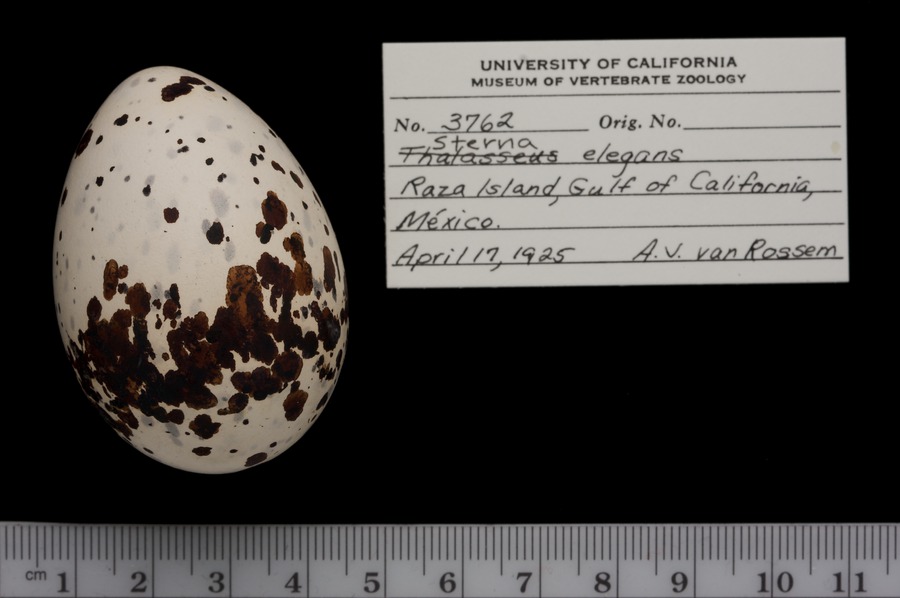 UNIVERSITY OF CALIFORNIA
MUSEUM OF VERTEBRATE ZOOLOGY
No. 3762 Orig. No.
Sterna
Thalasseus elegans
Raza Island, Gulf of California,
México.
April 17, 1925 A.V. van Rossem
cm 1 2 3 4 5 6 7 8 9 10 11